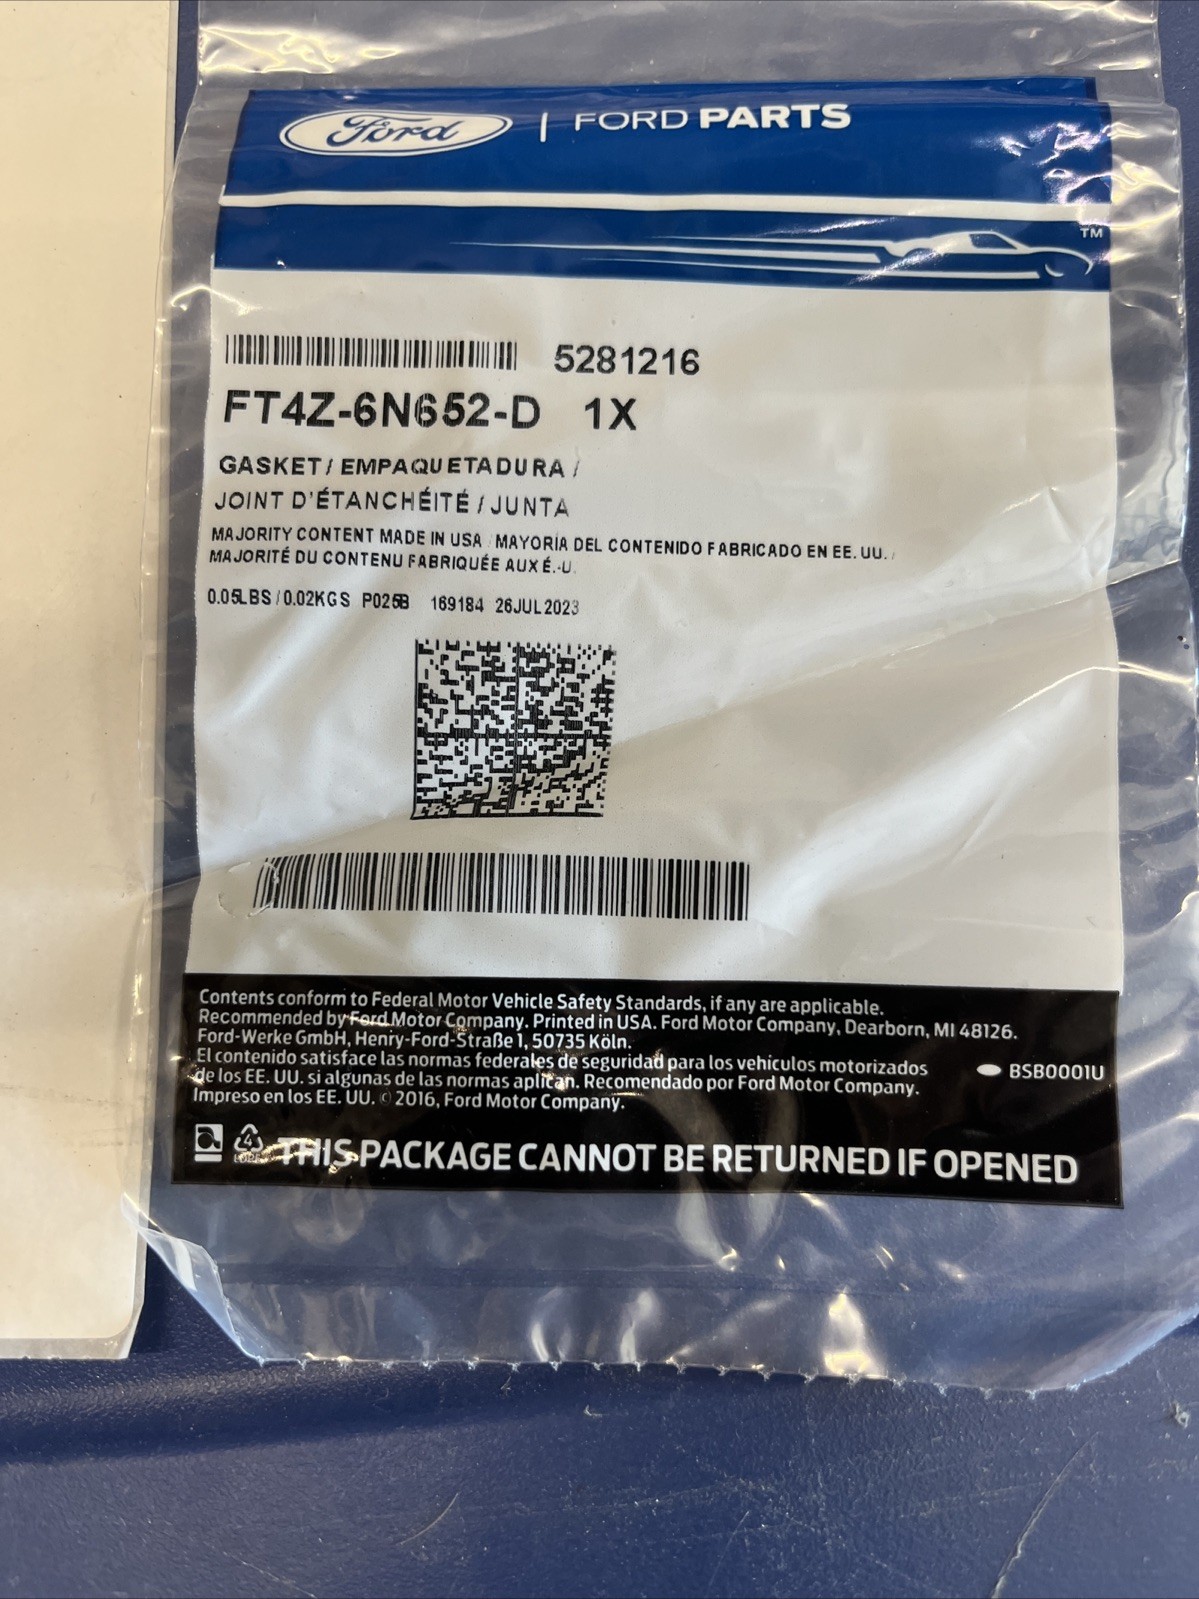 Ford | FORD PARTS
TM
5281216
FT4Z-6N652-D 1X
GASKET / EMPAQUETADURA /
JOINT D'ÉTANCHÉITÉ / JUNTA
MAJORITY CONTENT MADE IN USA / MAYORÍA DEL CONTENIDO FABRICADO EN EE. UU. /
MAJORITÉ DU CONTENU FABRIQUÉE AUX É.-U.
0.05LBS / 0.02KGS P025B 169184 26JUL2023
Contents conform to Federal Motor Vehicle Safety Standards, if any are applicable.
Recommended by Ford Motor Company. Printed in USA. Ford Motor Company, Dearborn, MI 48126.
Ford-Werke GmbH, Henry-Ford-Straße 1, 50735 Köln.
El contenido satisface las normas federales de seguridad para los vehículos motorizados
de los EE. UU. si algunas de las normas aplican. Recomendado por Ford Motor Company.
Impreso en los EE. UU. © 2016, Ford Motor Company.
BSB0001U
4
LDPE
THIS PACKAGE CANNOT BE RETURNED IF OPENED